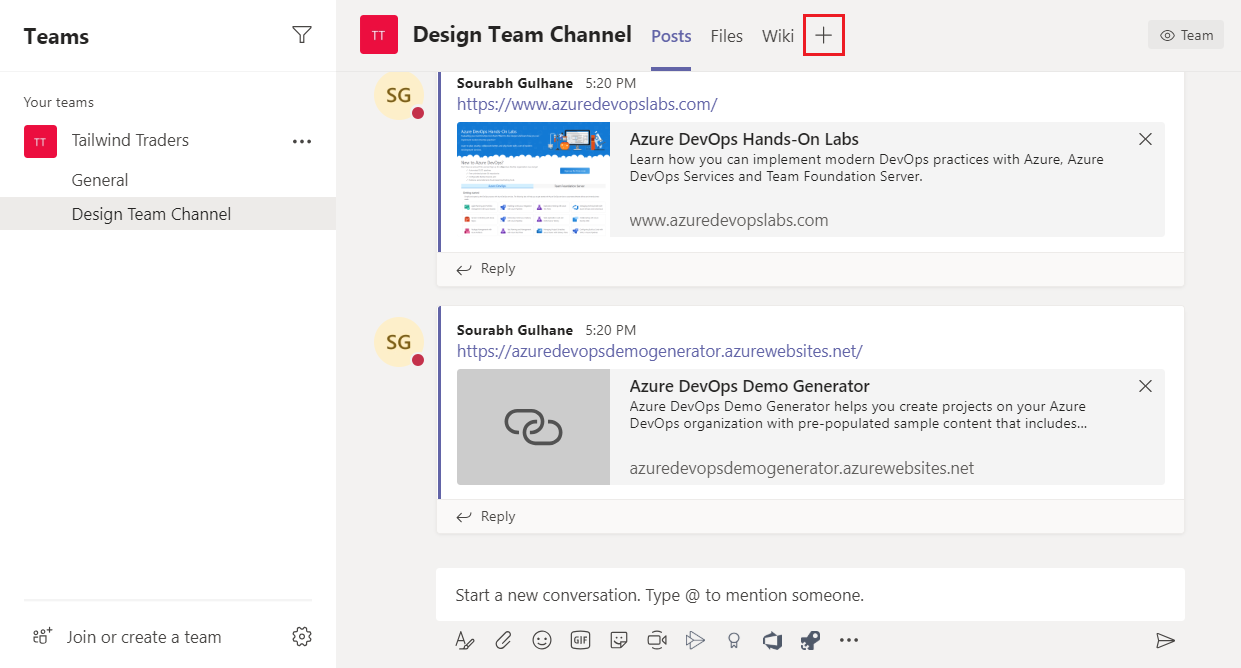 Teams
Your teams
TT
Tailwind Traders
General
Design Team Channel
Join or create a team
TT
Design Team Channel
Posts
Files
Wiki
Team
SG
Sourabh Gulhane 5:20 PM
https://www.azuredevopslabs.com/
Azure DevOps Hands-On Labs
Learn how you can implement modern DevOps practices with Azure, Azure
DevOps Services and Team Foundation Server.
www.azuredevopslabs.com
Reply
SG
Sourabh Gulhane 5:20 PM
https://azuredevopsdemogenerator.azurewebsites.net/
Azure DevOps Demo Generator
Azure DevOps Demo Generator helps you create projects on your Azure
DevOps organization with pre-populated sample content that includes...
azuredevopsdemogenerator.azurewebsites.net
Reply
Start a new conversation. Type @ to mention someone.
GIF